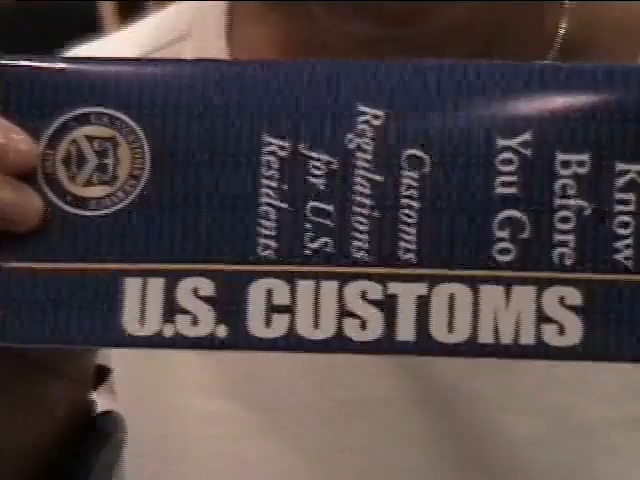 Know
Before
You Go
Customs
Regulations
for U.S.
Residents
U.S. CUSTOMS